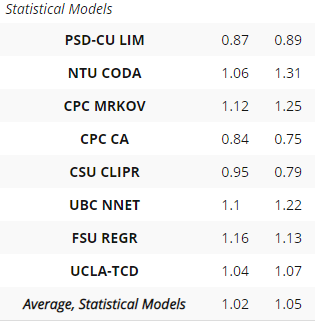 Statistical Models
PSD-CU LIM 0.87 0.89
NTU CODA 1.06 1.31
CPC MRKOV 1.12 1.25
CPC CA 0.84 0.75
CSU CLIPR 0.95 0.79
UBC NNET 1.1 1.22
FSU REGR 1.16 1.13
UCLA-TCD 1.04 1.07
Average, Statistical Models 1.02 1.05